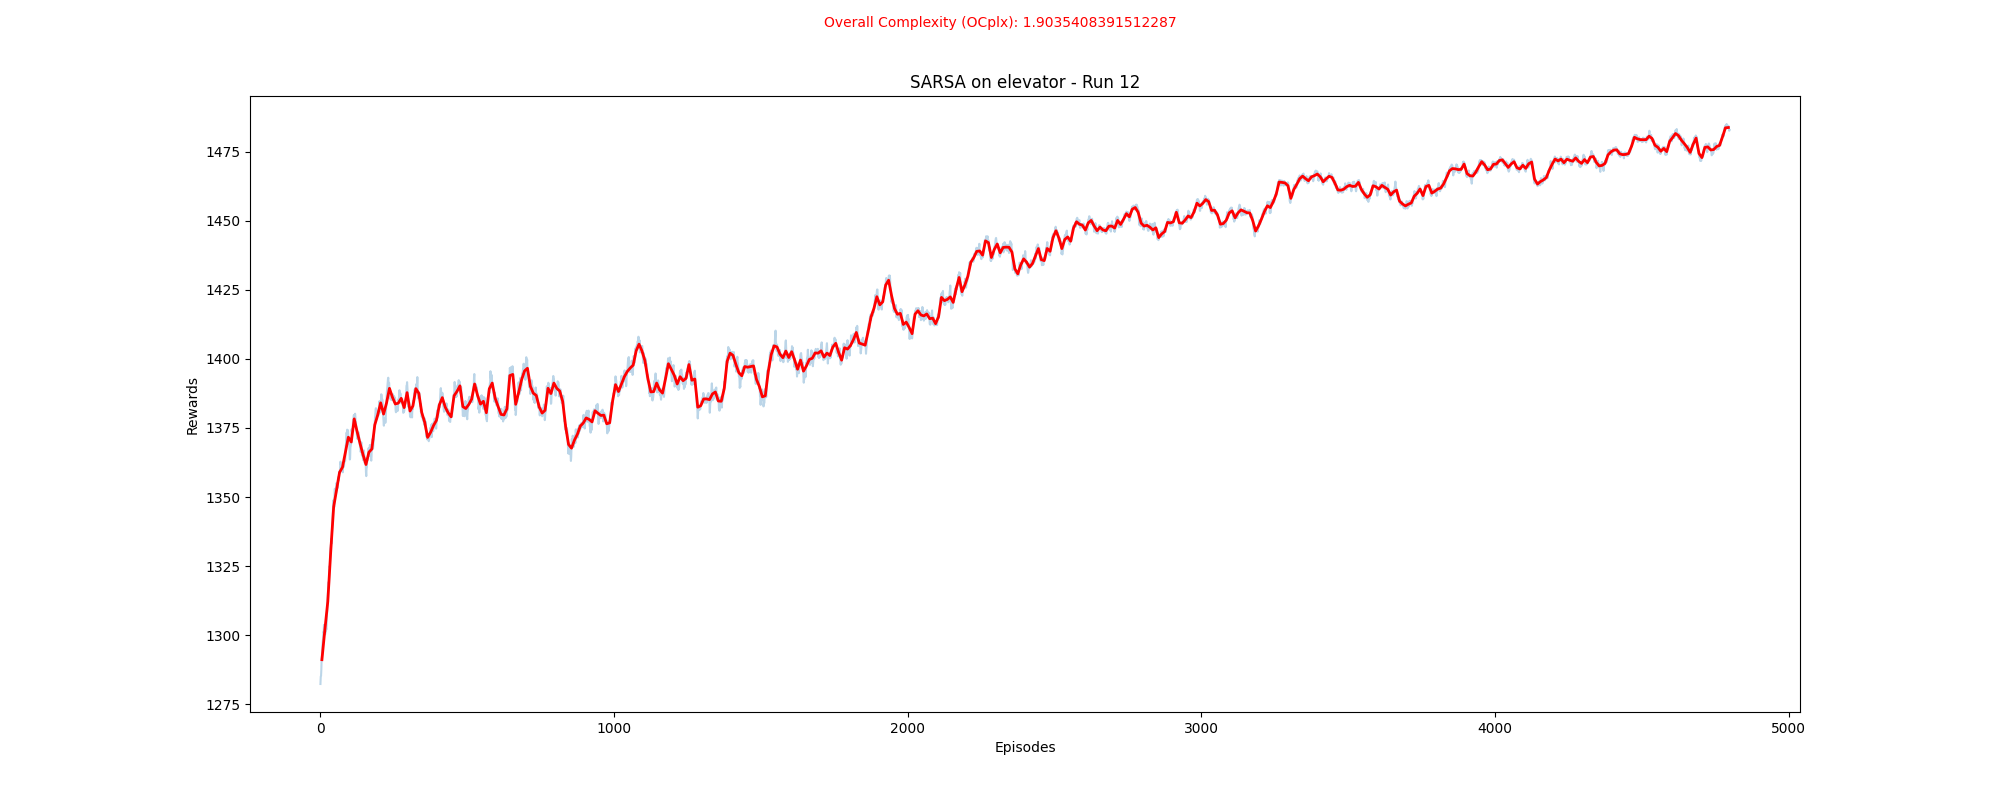 Overall Complexity (OCplx): 1.9035408391512287
SARSA on elevator - Run 12
Rewards
1475
1450
1425
1400
1375
1350
1325
1300
1275
0 1000 2000 3000 4000 5000
Episodes